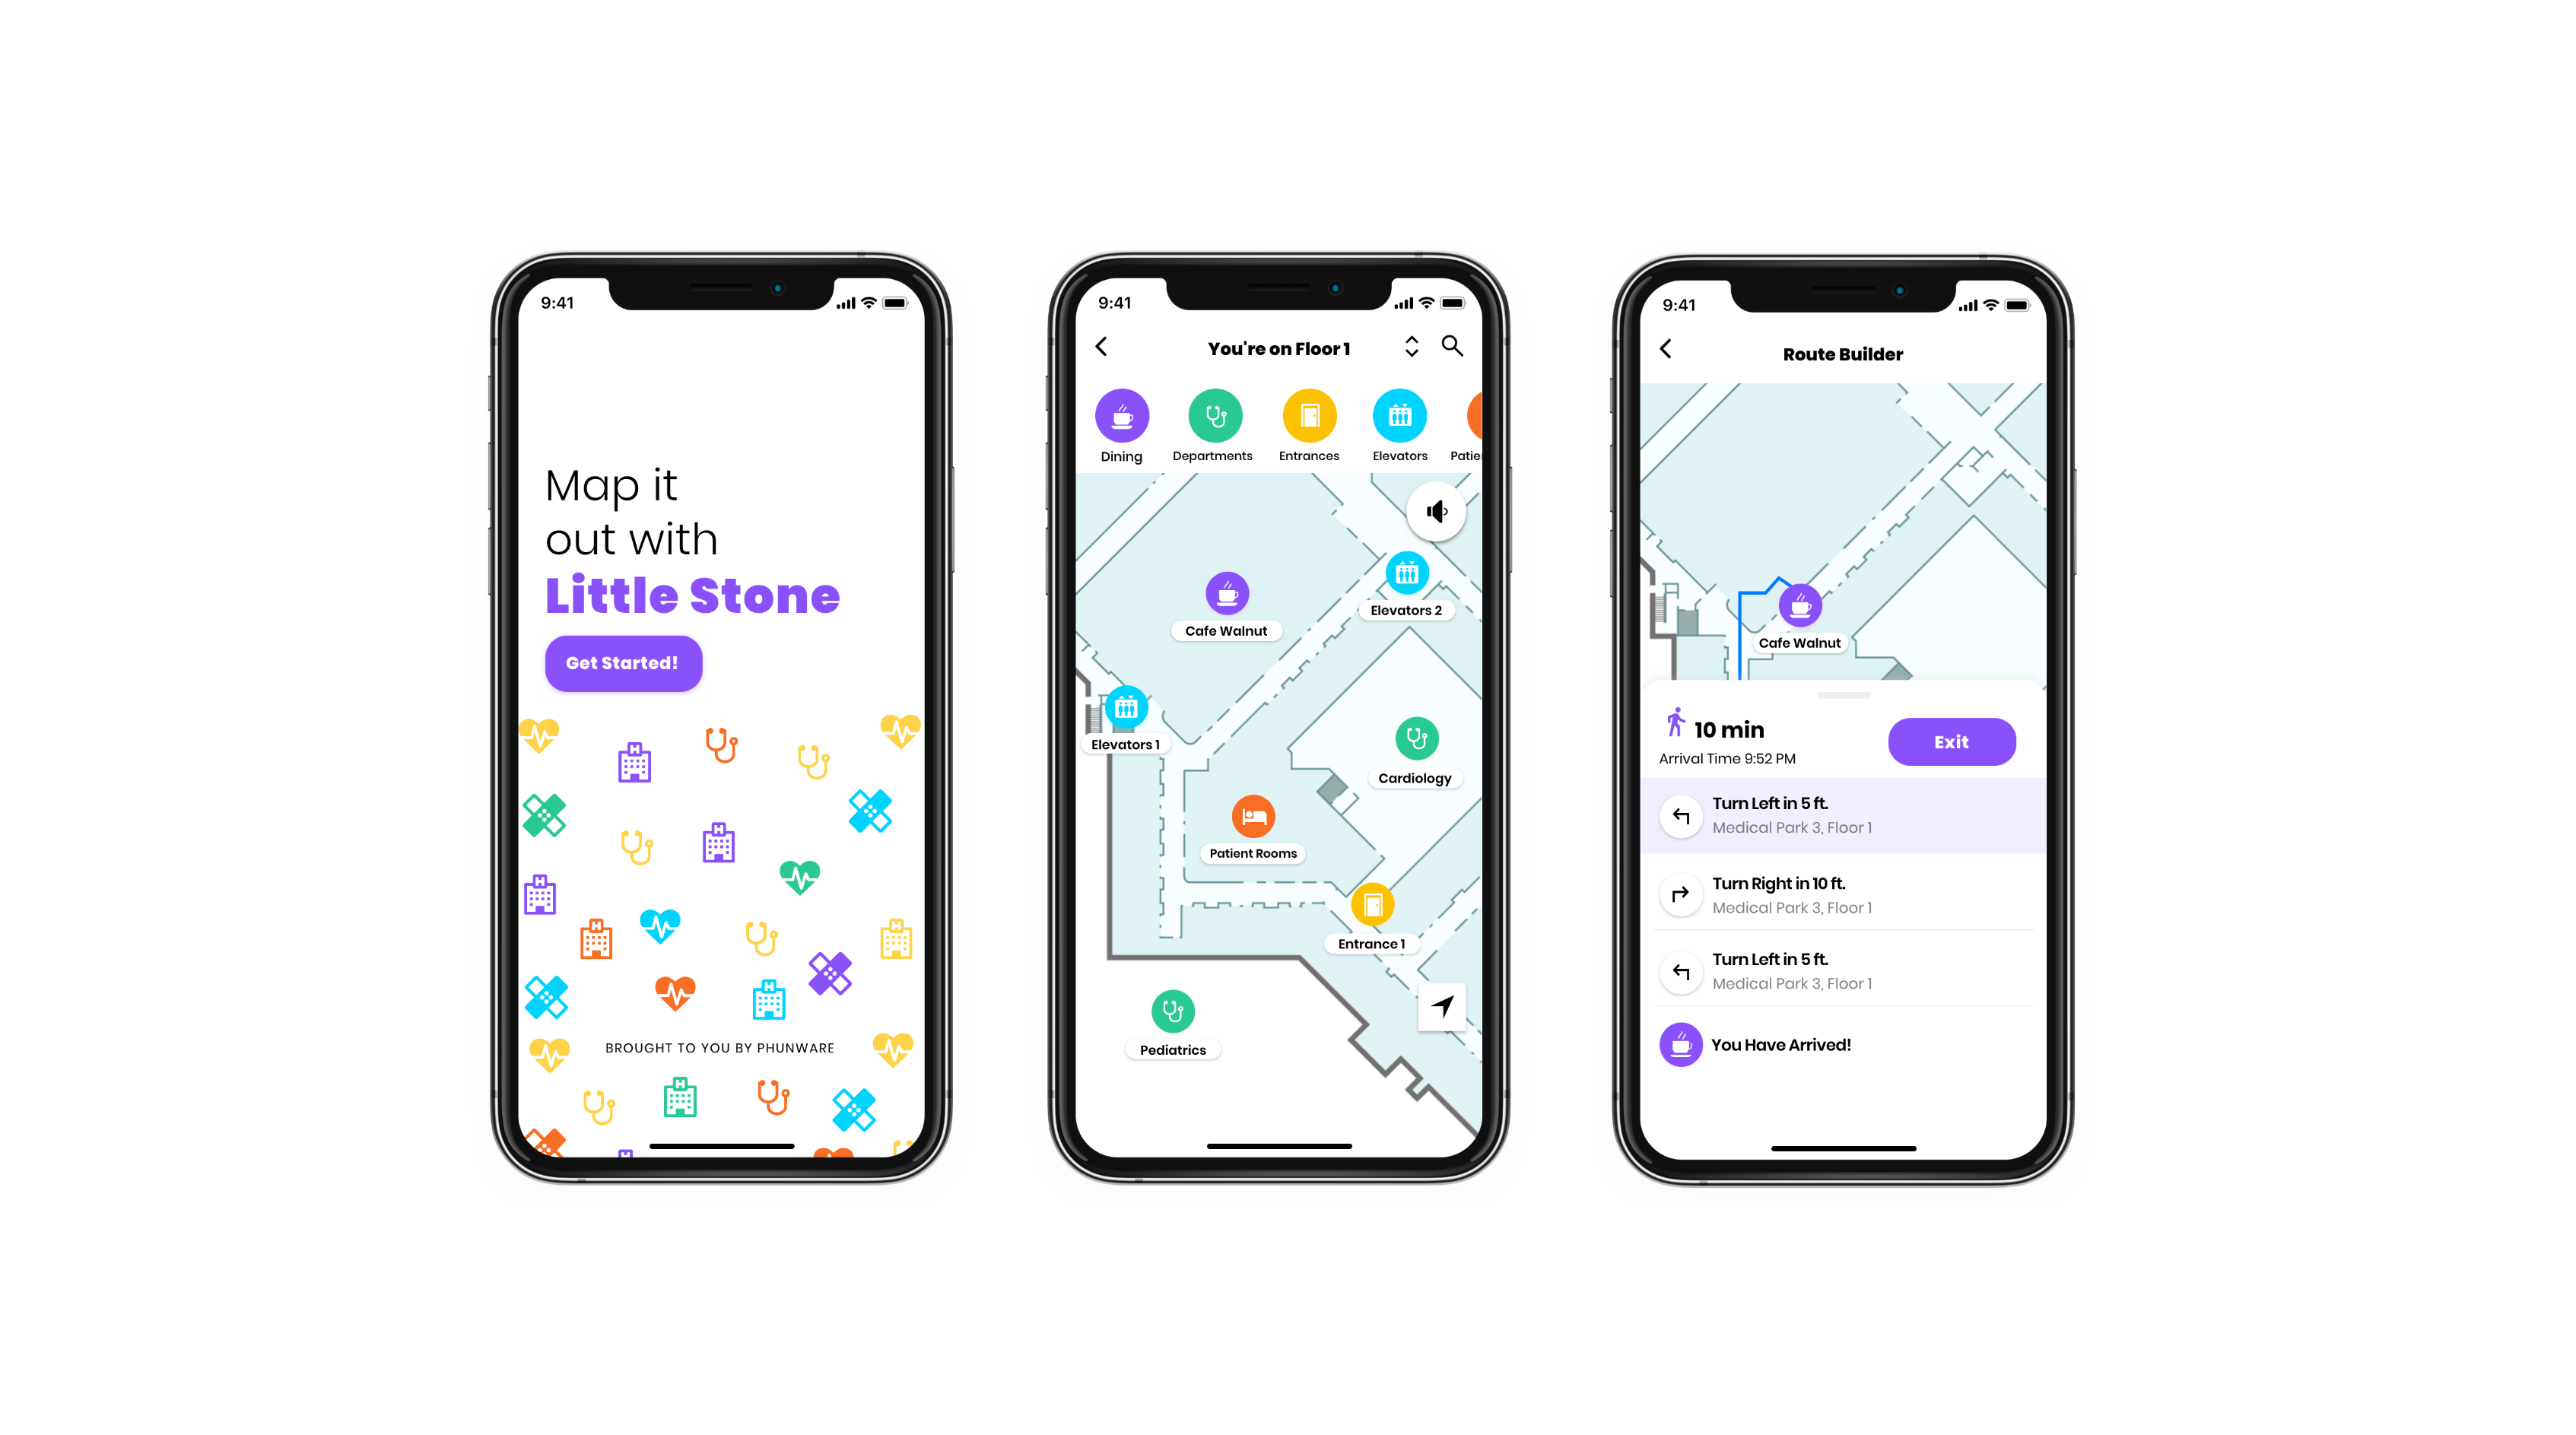 9:41
Map it
out with
Little Stone
Get Started!
BROUGHT TO YOU BY PHUNWARE
9:41
You're on Floor 1
Dining
Departments
Entrances
Elevators
Patie
Elevators 2
Cafe Walnut
Elevators 1
Cardiology
Patient Rooms
Entrance 1
Pediatrics
9:41
Route Builder
Cafe Walnut
10 min
Exit
Arrival Time 9:52 PM
Turn Left in 5 ft.
Medical Park 3, Floor 1
Turn Right in 10 ft.
Medical Park 3, Floor 1
Turn Left in 5 ft.
Medical Park 3, Floor 1
You Have Arrived!